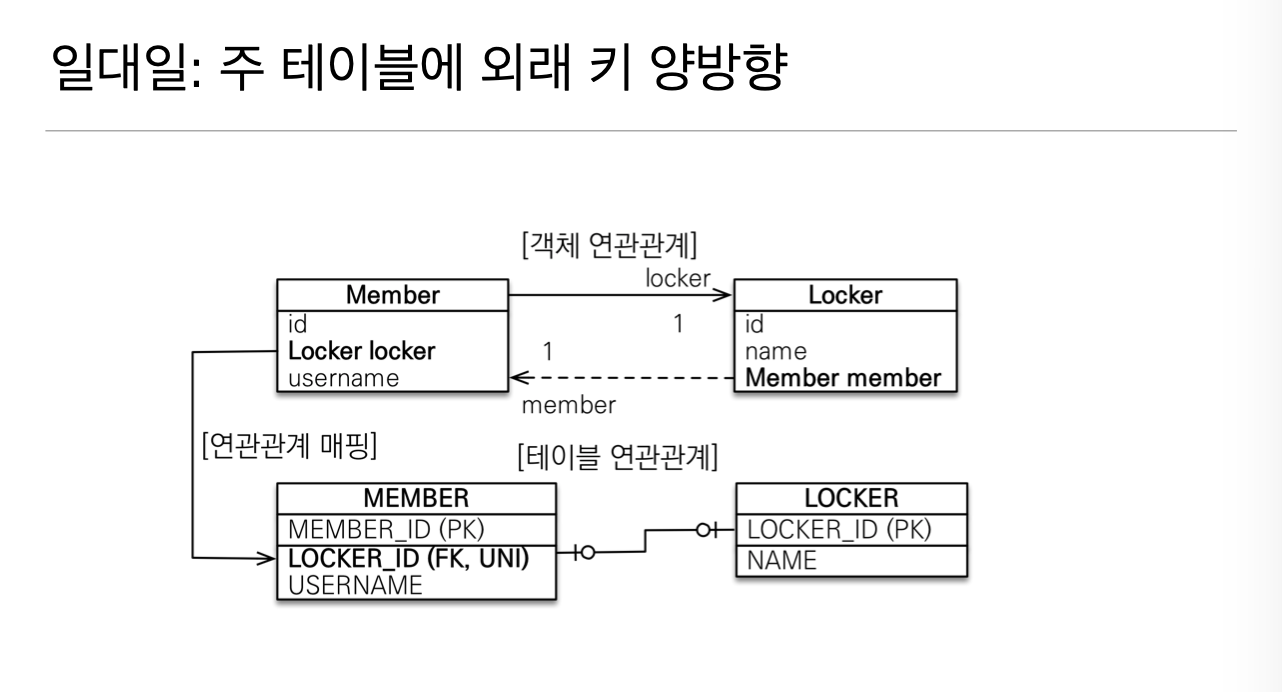 일대일: 주 테이블에 외래 키 양방향
[객체 연관관계]
locker
Member
Locker
id
Locker locker
username
1
1
id
name
Member member
member
[연관관계 매핑]
[테이블 연관관계]
MEMBER
MEMBER_ID (PK)
LOCKER_ID (FK, UNI)
USERNAME
LOCKER
LOCKER_ID (PK)
NAME